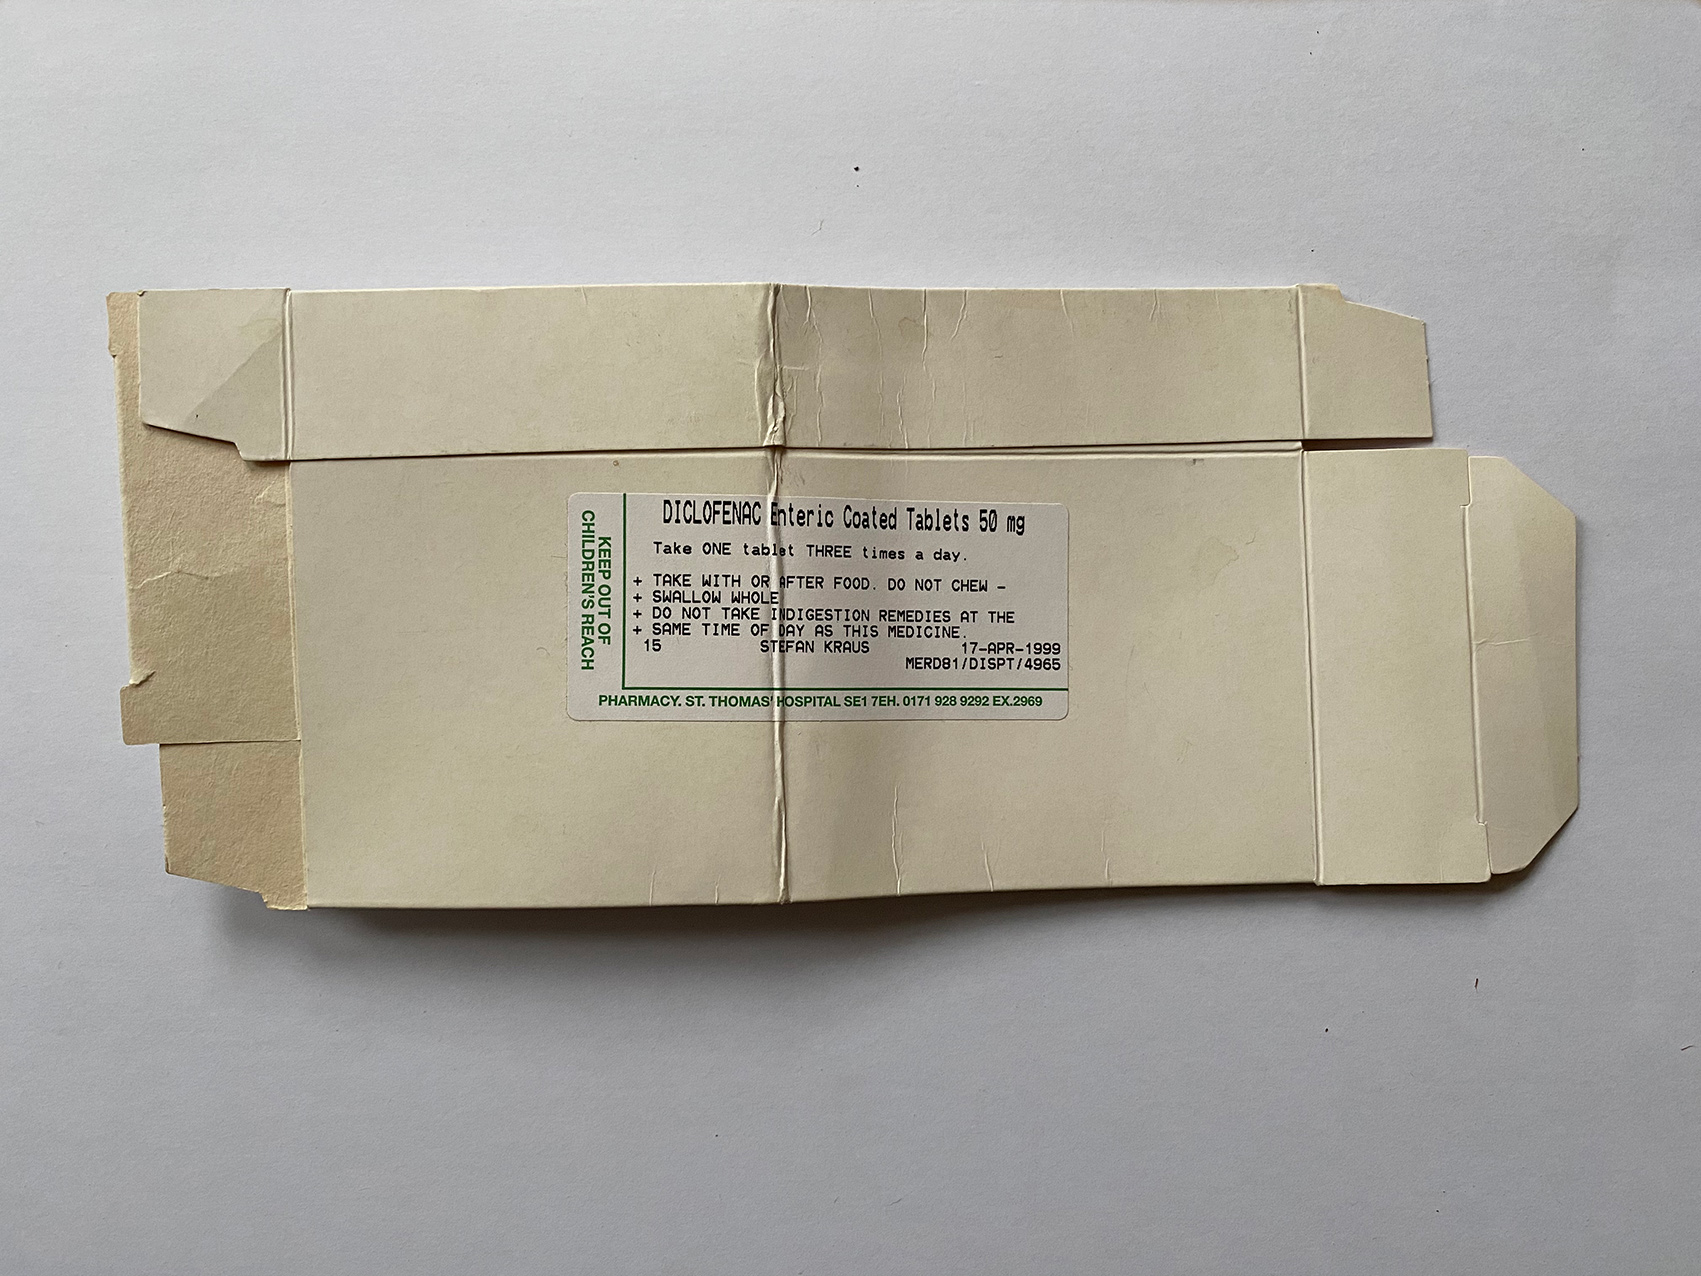 DICLOFENAC Enteric Coated Tablets 50 mg
Take ONE tablet THREE times a day.
+ TAKE WITH OR AFTER FOOD. DO NOT CHEW -
+ SWALLOW WHOLE
+ DO NOT TAKE INDIGESTION REMEDIES AT THE
+ SAME TIME OF DAY AS THIS MEDICINE.
15 STEFAN KRAUS 17-APR-1999
MERD81/DISPT/4965
KEEP OUT OF
CHILDREN'S REACH
PHARMACY. ST. THOMAS' HOSPITAL SE1 7EH. 0171 928 9292 EX.2969